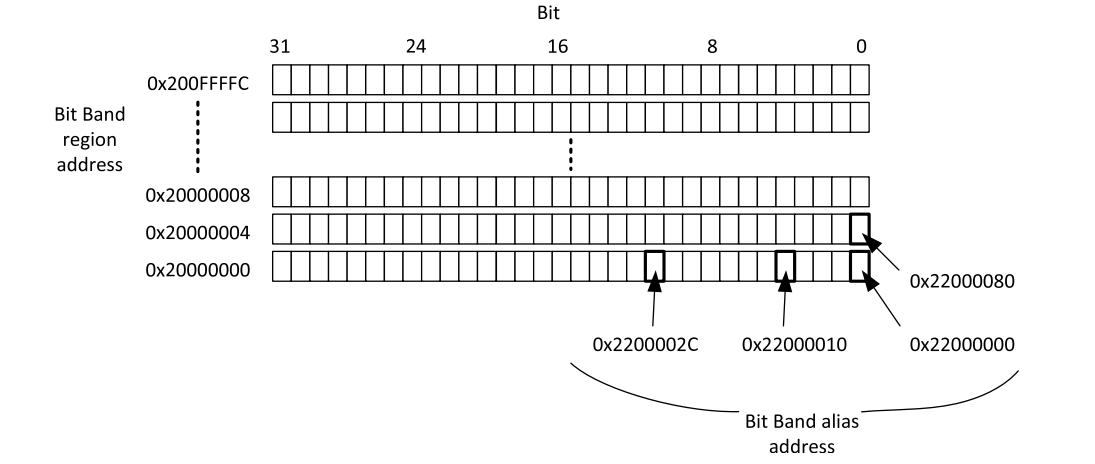 Bit
31 24 16 8 0
0x200FFFFC
Bit Band
region
address
0x20000008
0x20000004
0x20000000
0x22000080
0x2200002C 0x22000010 0x22000000
Bit Band alias
address